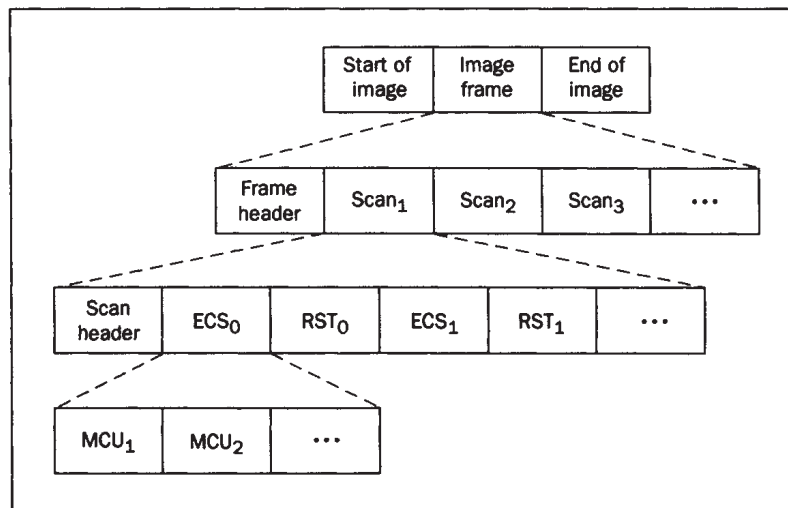 Start of image Image frame End of image
Frame header Scan₁ Scan₂ Scan₃ ...
Scan header ECS₀ RST₀ ECS₁ RST₁ ...
MCU₁ MCU₂ ...